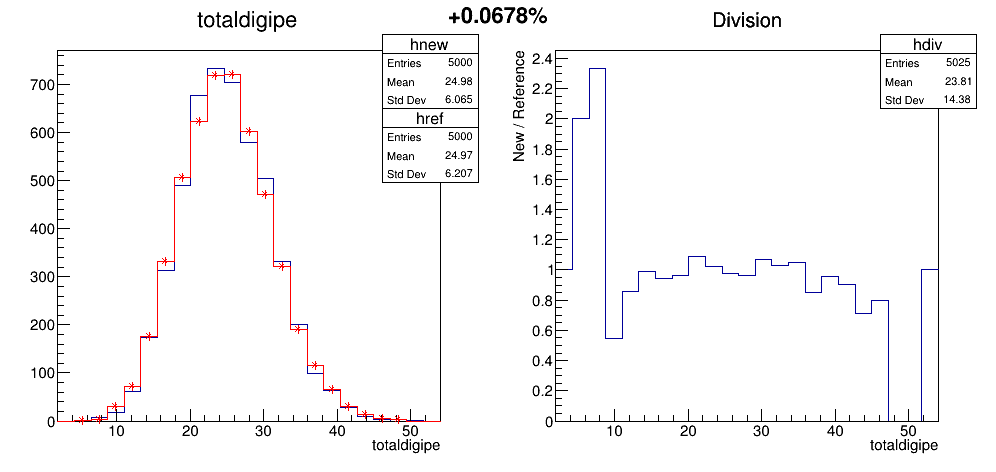 +0.0678%
totaldigipe
hnew
Entries 5000
Mean 24.98
Std Dev 6.065
href
Entries 5000
Mean 24.97
Std Dev 6.207
700
600
500
400
300
200
100
0
10 20 30 40 50
totaldigipe
Division
hdiv
Entries 5025
Mean 23.81
Std Dev 14.38
New / Reference
2.4
2.2
2
1.8
1.6
1.4
1.2
1
0.8
0.6
0.4
0.2
0
10 20 30 40 50
totaldigipe